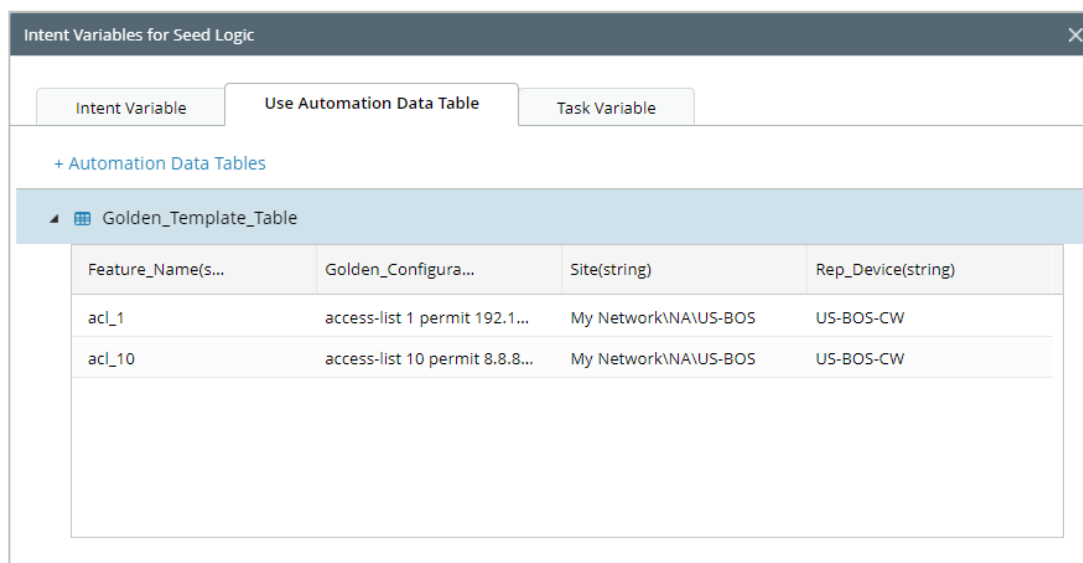 Intent Variables for Seed Logic
Intent Variable Use Automation Data Table Task Variable
+ Automation Data Tables
Golden_Template_Table
Feature_Name(s... Golden_Configura... Site(string) Rep_Device(string)
acl_1 access-list 1 permit 192.1... My Network\NA\US-BOS US-BOS-CW
acl_10 access-list 10 permit 8.8.8... My Network\NA\US-BOS US-BOS-CW